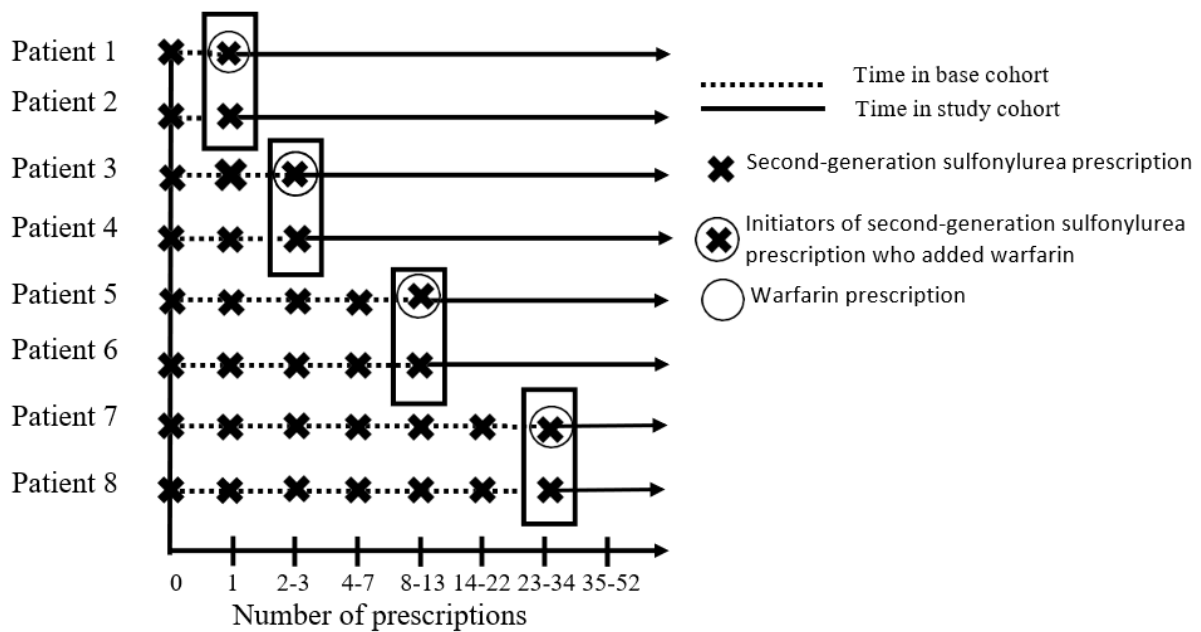 Patient 1
Patient 2
Patient 3
Patient 4
Patient 5
Patient 6
Patient 7
Patient 8
0 1 2-3 4-7 8-13 14-22 23-34 35-52
Number of prescriptions
Time in base cohort
Time in study cohort
Second-generation sulfonylurea prescription
Initiators of second-generation sulfonylurea
prescription who added warfarin
Warfarin prescription